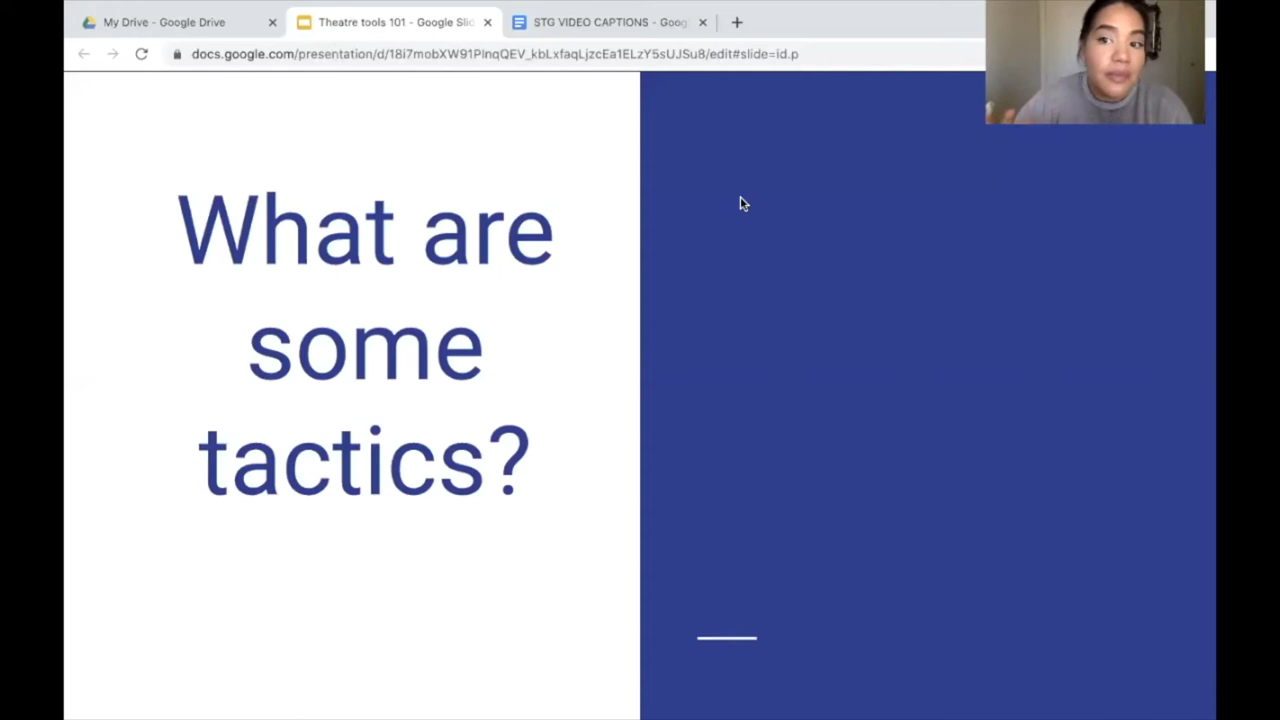 My Drive - Google Drive
Theatre tools 101 - Google Slid
STG VIDEO CAPTIONS - Goog
docs.google.com/presentation/d/18i7mobXW91PlnqQEV_kbLxfaqLjzcEa1ELzY5sUJSu8/edit#slide=id.p
What are
some
tactics?